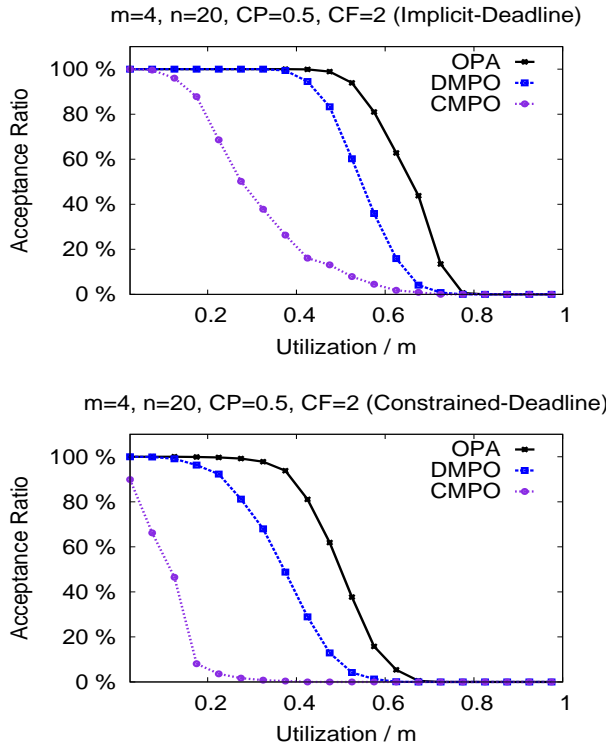 m=4, n=20, CP=0.5, CF=2 (Implicit-Deadline)
OPA
DMPO
CMPO
100 %
80 %
60 %
40 %
20 %
0 %
Acceptance Ratio
0.2
0.4
0.6
0.8
1
Utilization / m
m=4, n=20, CP=0.5, CF=2 (Constrained-Deadline)
OPA
DMPO
CMPO
100 %
80 %
60 %
40 %
20 %
0 %
Acceptance Ratio
0.2
0.4
0.6
0.8
1
Utilization / m